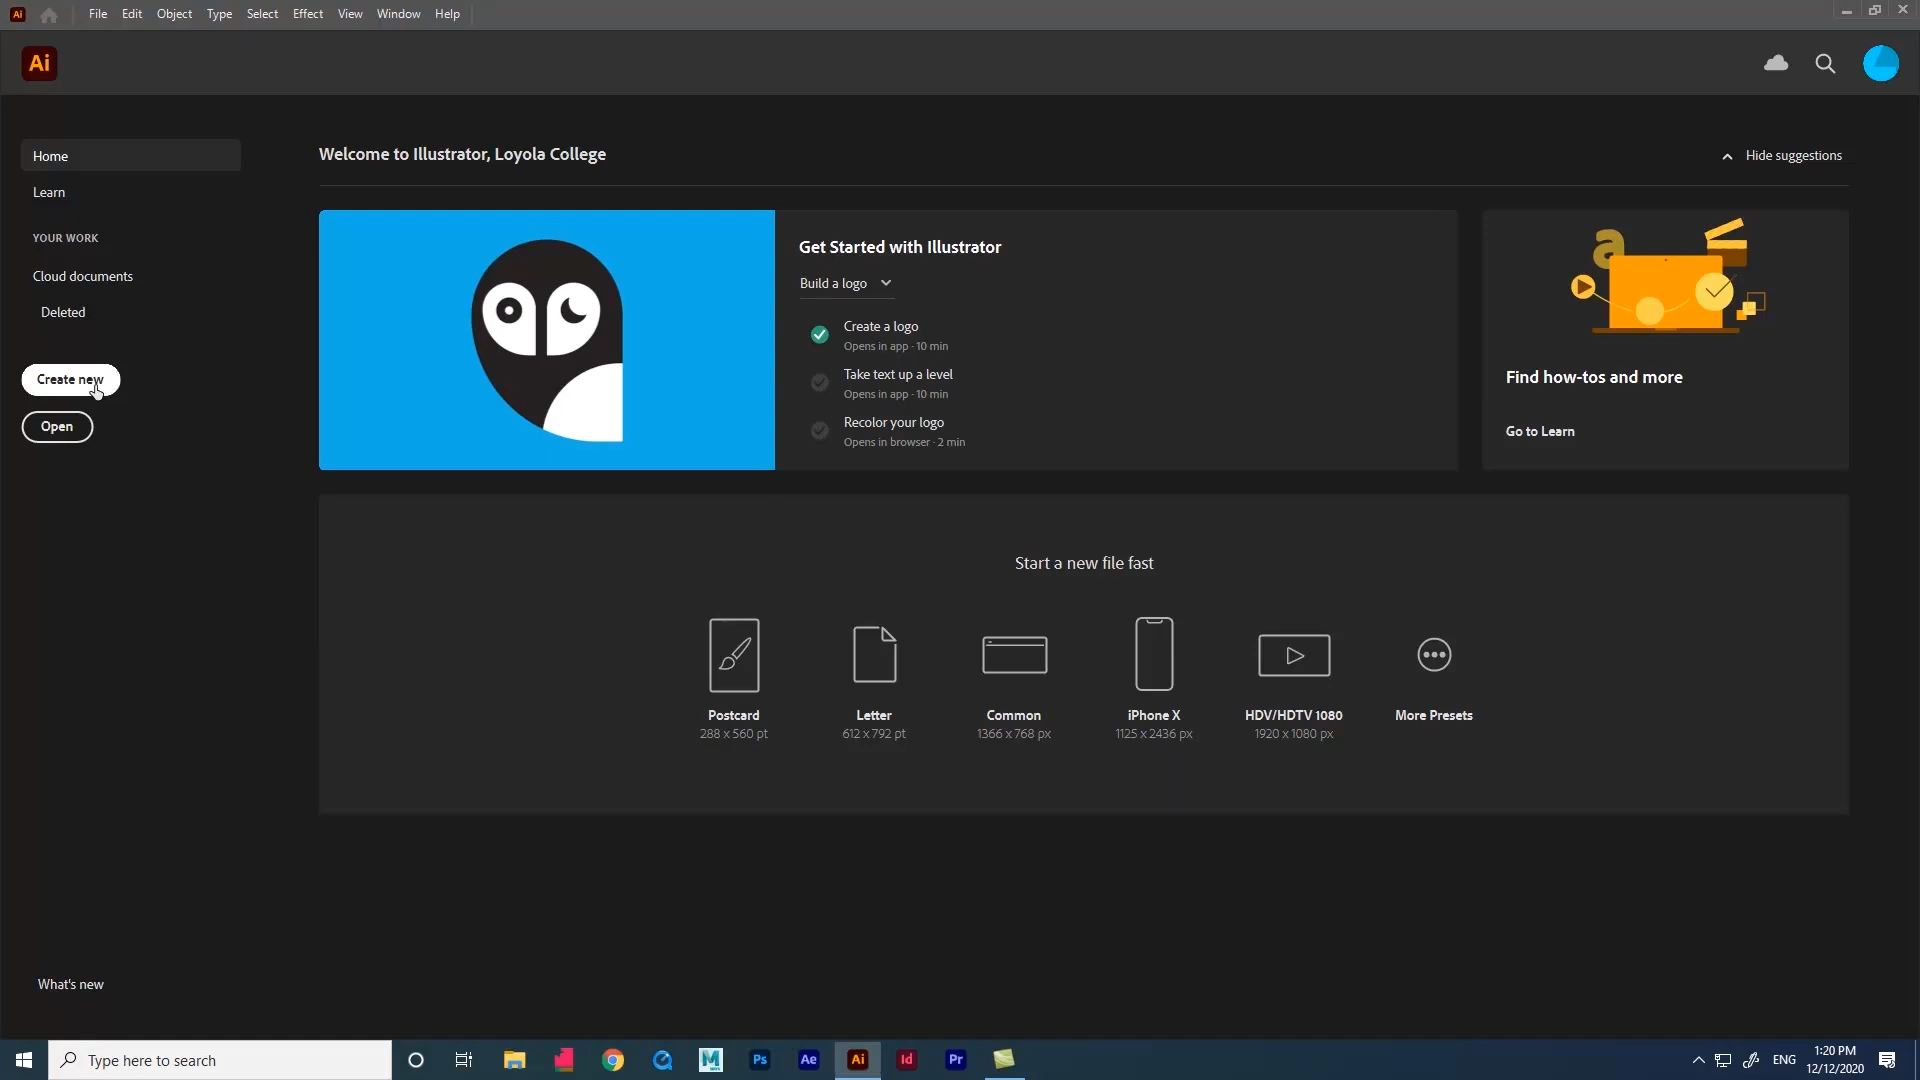 Ai File Edit Object Type Select Effect View Window Help
Ai
Home
Learn
YOUR WORK
Cloud documents
Deleted
Create new
Open
What's new
Welcome to Illustrator, Loyola College
Hide suggestions
Get Started with Illustrator
Build a logo
Create a logo
Opens in app · 10 min
Take text up a level
Opens in app · 10 min
Recolor your logo
Opens in browser · 2 min
a
Find how-tos and more
Go to Learn
Start a new file fast
Postcard
288 x 560 pt
Letter
612 x 792 pt
Common
1366 x 768 px
iPhone X
1125 x 2436 px
HDV/HDTV 1080
1920 x 1080 px
More Presets
Type here to search
M
Ps
Ae
Ai
Id
Pr
ENG
1:20 PM
12/12/2020